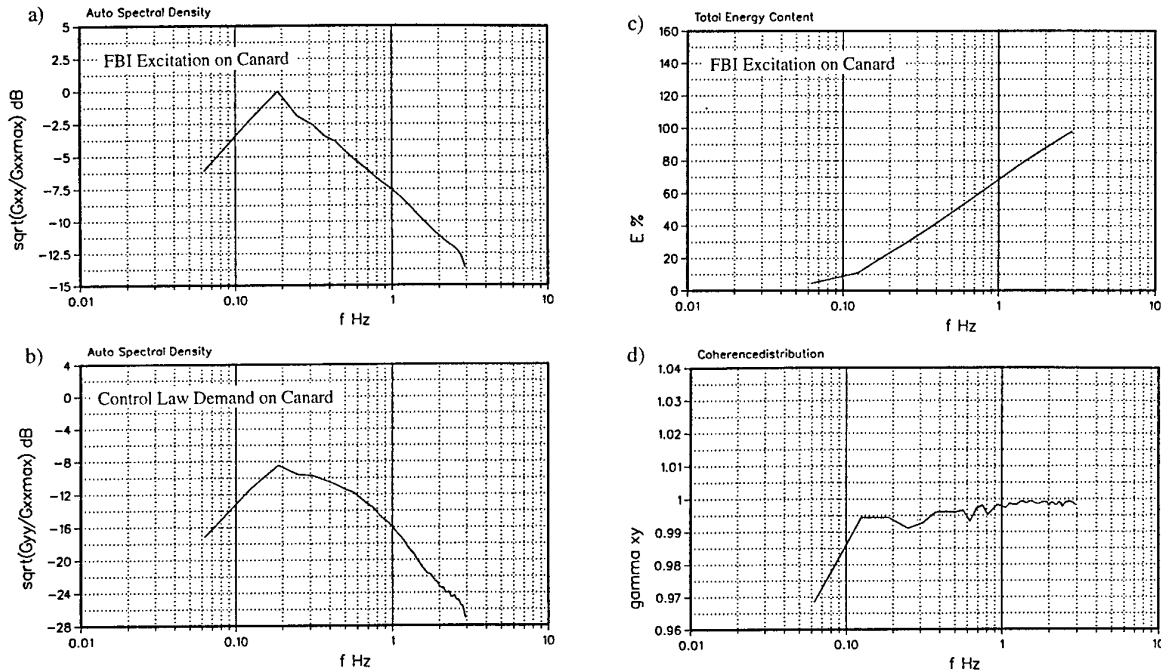 a)
Auto Spectral Density
FBI Excitation on Canard
5
2.5
0
-2.5
-5
-7.5
-10
-12.5
-15
sqrt(Gxx/Gxxmax) dB
0.01
0.10
1
10
f Hz
b)
Auto Spectral Density
Control Law Demand on Canard
4
0
-4
-8
-12
-16
-20
-24
-28
sqrt(Gyy/Gxxmax) dB
0.01
0.10
1
10
f Hz
c)
Total Energy Content
FBI Excitation on Canard
160
140
120
100
80
60
40
20
0
E %
0.01
0.10
1
10
f Hz
d)
Coherencedistribution
1.04
1.03
1.02
1.01
1
0.99
0.98
0.97
0.96
gamma xy
0.01
0.10
1
10
f Hz